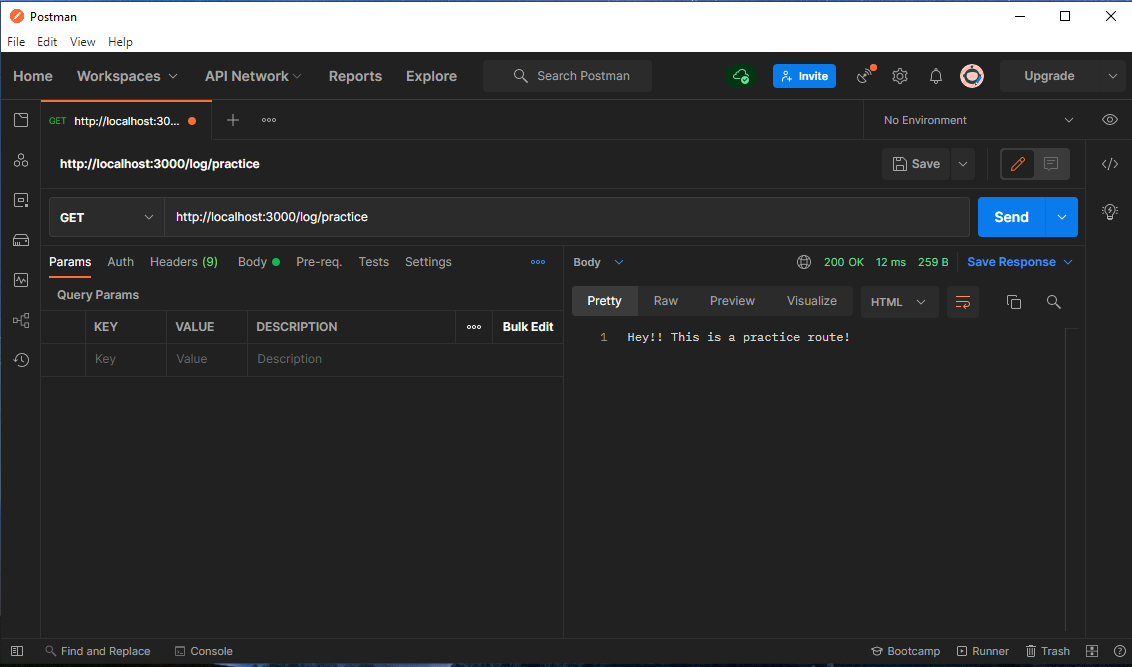 Postman
File Edit View Help
Home Workspaces API Network Reports Explore Search Postman Invite Upgrade
GET http://localhost:30... No Environment
http://localhost:3000/log/practice Save
GET http://localhost:3000/log/practice Send
Params Auth Headers (9) Body Pre-req. Tests Settings Body 200 OK 12 ms 259 B Save Response
Query Params Pretty Raw Preview Visualize HTML
KEY VALUE DESCRIPTION Bulk Edit
1 Hey!! This is a practice route!
Key Value Description
Find and Replace Console Bootcamp Runner Trash